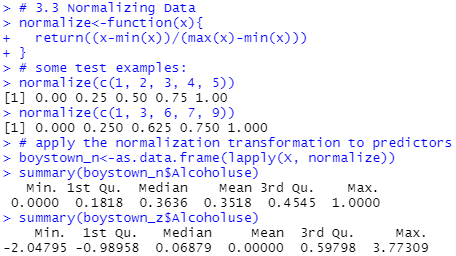 > # 3.3 Normalizing Data
> normalize<-function(x){
+   return((x-min(x))/(max(x)-min(x)))
+ }
> # some test examples:
> normalize(c(1, 2, 3, 4, 5))
[1] 0.00 0.25 0.50 0.75 1.00
> normalize(c(1, 3, 6, 7, 9))
[1] 0.000 0.250 0.625 0.750 1.000
> # apply the normalization transformation to predictors
> boystown_n<-as.data.frame(lapply(X, normalize))
> summary(boystown_n$Alcoholuse)
   Min. 1st Qu.  Median    Mean 3rd Qu.    Max.
 0.0000  0.1818  0.3636  0.3518  0.4545  1.0000
> summary(boystown_z$Alcoholuse)
    Min.  1st Qu.   Median     Mean  3rd Qu.     Max.
-2.04795 -0.98958  0.06879  0.00000  0.59798  3.77309